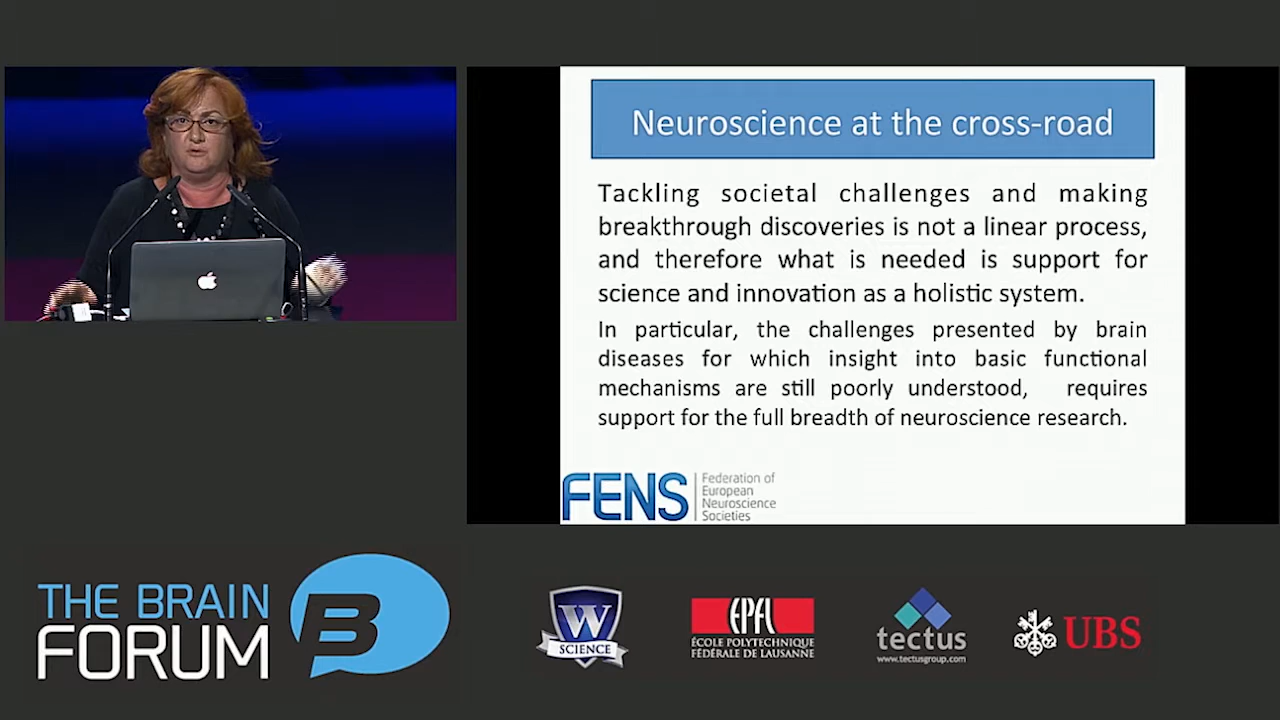 Neuroscience at the cross-road
Tackling societal challenges and making
breakthrough discoveries is not a linear process,
and therefore what is needed is support for
science and innovation as a holistic system.
In particular, the challenges presented by brain
diseases for which insight into basic functional
mechanisms are still poorly understood, requires
support for the full breadth of neuroscience research.
FENS
Federation of
European
Neuroscience
Societies
THE BRAIN
FORUM
B
W
SCIENCE
EPFL
ÉCOLE POLYTECHNIQUE
FÉDÉRALE DE LAUSANNE
tectus
www.tectusgroup.com
UBS